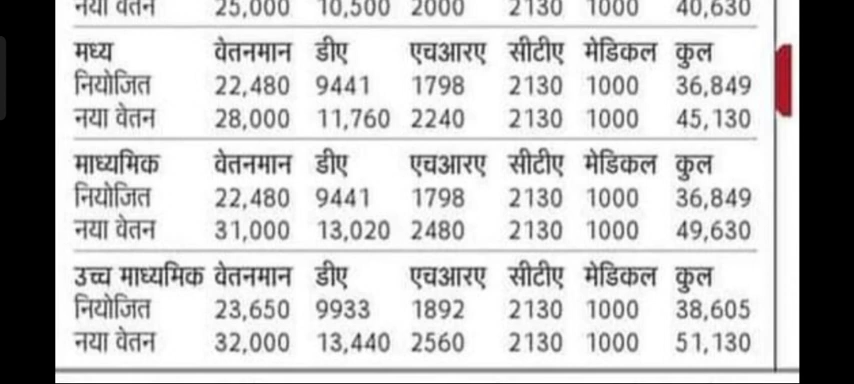 नया वेतन 25,000 10,500 2000 2130 1000 40,630
मध्य वेतनमान डीए एचआरए सीटीए मेडिकल कुल
नियोजित 22,480 9441 1798 2130 1000 36,849
नया वेतन 28,000 11,760 2240 2130 1000 45,130
माध्यमिक वेतनमान डीए एचआरए सीटीए मेडिकल कुल
नियोजित 22,480 9441 1798 2130 1000 36,849
नया वेतन 31,000 13,020 2480 2130 1000 49,630
उच्च माध्यमिक वेतनमान डीए एचआरए सीटीए मेडिकल कुल
नियोजित 23,650 9933 1892 2130 1000 38,605
नया वेतन 32,000 13,440 2560 2130 1000 51,130